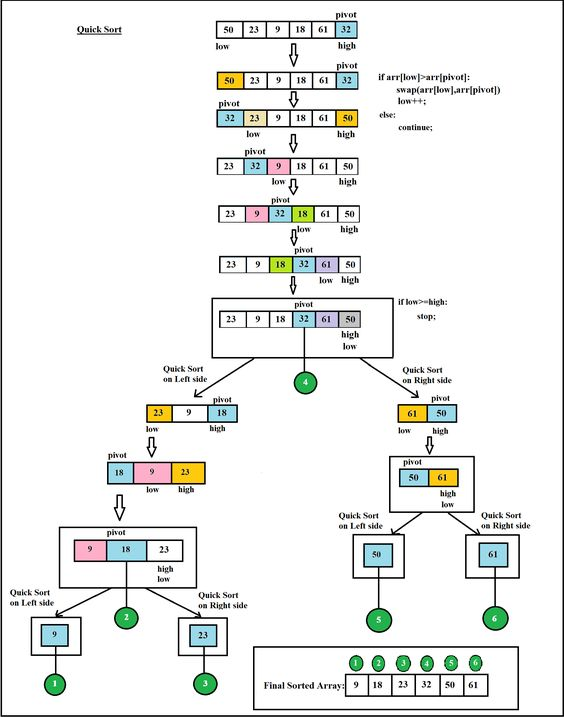 Quick Sort
pivot
50 23 9 18 61 32
low high
pivot
50 23 9 18 61 32
if arr[low]>arr[pivot]:
swap(arr[low],arr[pivot])
low++;
else:
continue;
pivot
32 23 9 18 61 50
low high
pivot
23 32 9 18 61 50
low high
pivot
23 9 32 18 61 50
low high
pivot
23 9 18 32 61 50
low high
if low>=high:
stop;
pivot
23 9 18 32 61 50
high
low
4
Quick Sort
on Left side
Quick Sort
on Right side
pivot
23 9 18
low high
pivot
61 50
low high
pivot
18 9 23
low high
pivot
50 61
high
low
Quick Sort
on Left side
Quick Sort
on Right side
pivot
9 18 23
high
low
50
61
Quick Sort
on Left side
Quick Sort
on Right side
2
5
6
9
23
1
3
1 2 3 4 5 6
Final Sorted Array: 9 18 23 32 50 61